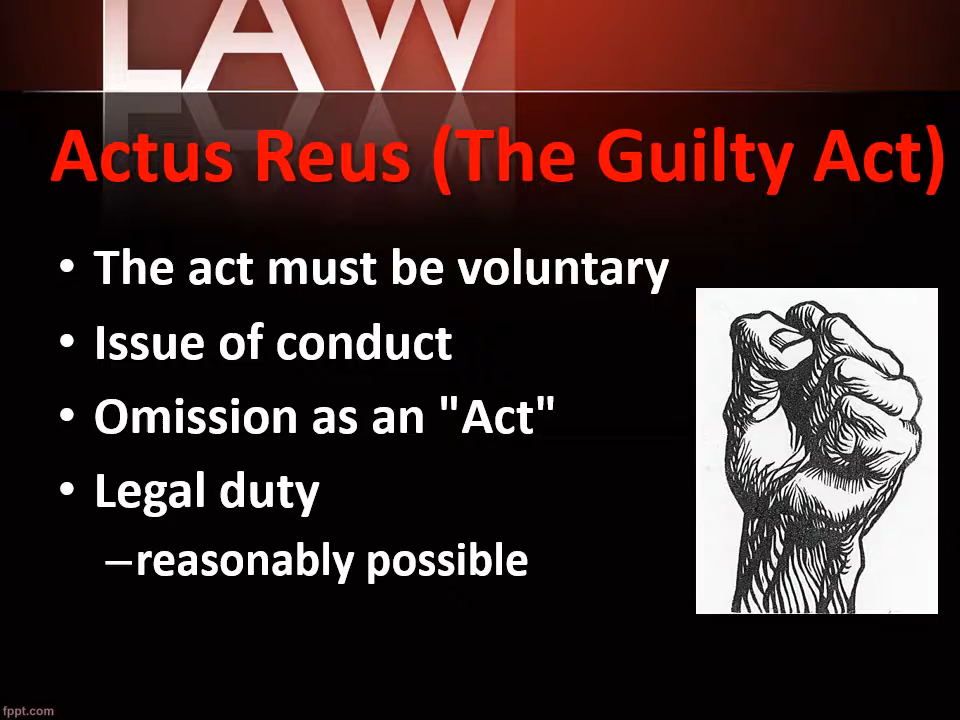 LAW
Actus Reus (The Guilty Act)
• The act must be voluntary
• Issue of conduct
• Omission as an "Act"
• Legal duty
–reasonably possible
fppt.com